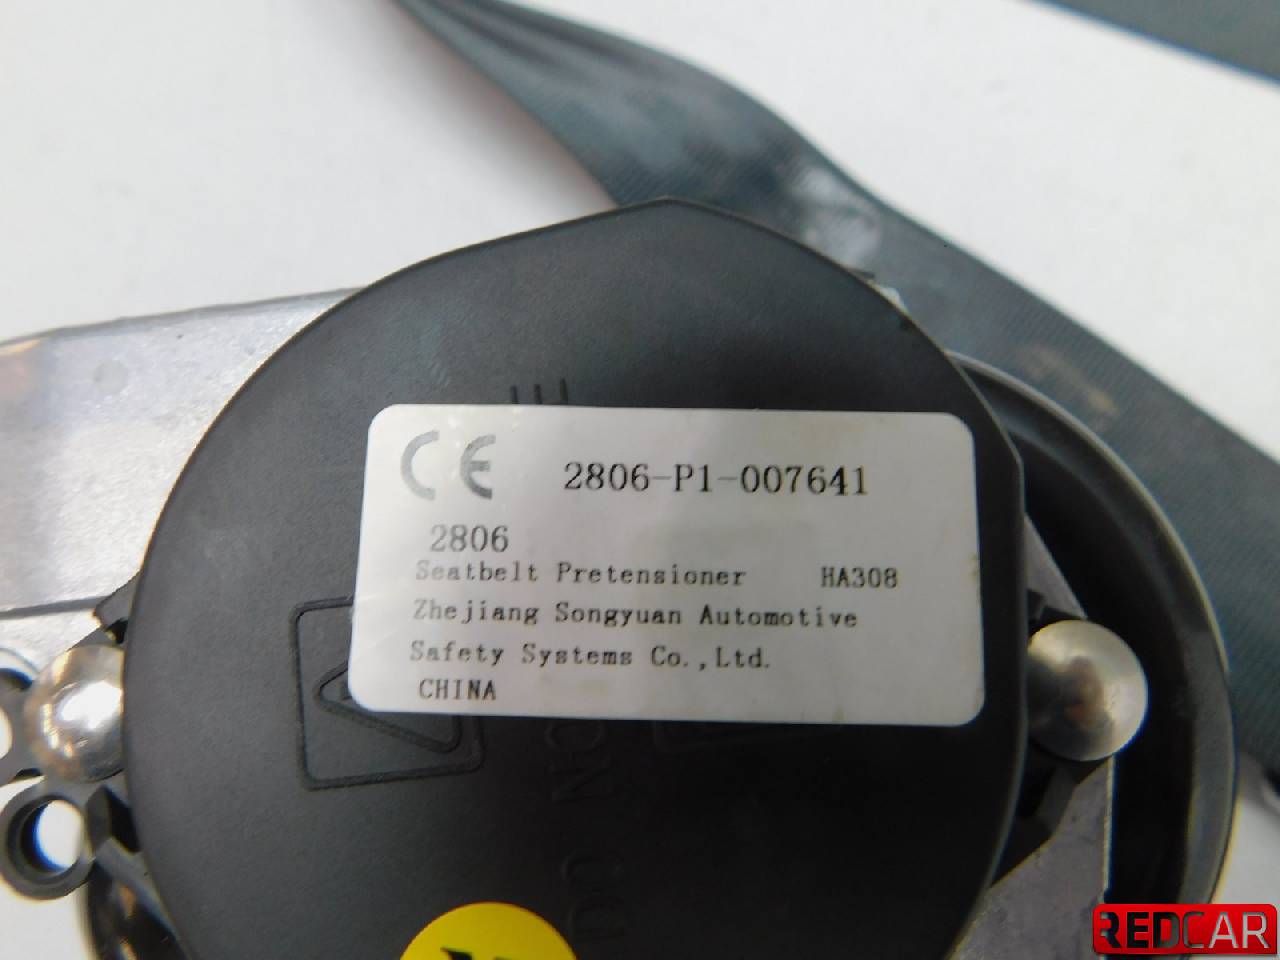 CE 2806-P1-007641
2806
Seatbelt Pretensioner HA308
Zhejiang Songyuan Automotive
Safety Systems Co.,Ltd.
CHINA
REDCAR